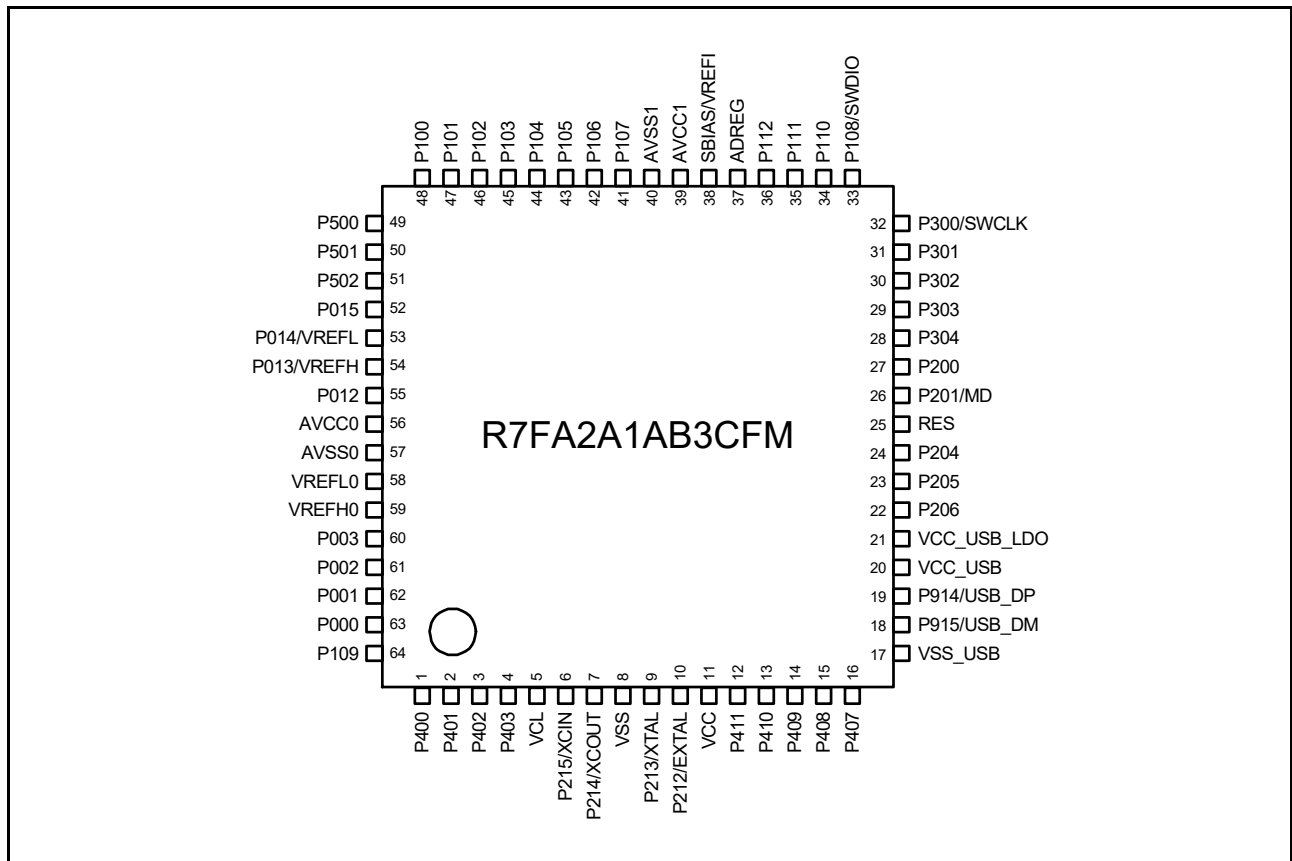 P100
P101
P102
P103
P104
P105
P106
P107
AVSS1
AVCC1
SBIAS/VREFI
ADREG
P112
P111
P110
P108/SWDIO
48
47
46
45
44
43
42
41
40
39
38
37
36
35
34
33
P500 49
P501 50
P502 51
P015 52
P014/VREFL 53
P013/VREFH 54
P012 55
AVCC0 56
AVSS0 57
VREFL0 58
VREFH0 59
P003 60
P002 61
P001 62
P000 63
P109 64
R7FA2A1AB3CFM
32 P300/SWCLK
31 P301
30 P302
29 P303
28 P304
27 P200
26 P201/MD
25 RES
24 P204
23 P205
22 P206
21 VCC_USB_LDO
20 VCC_USB
19 P914/USB_DP
18 P915/USB_DM
17 VSS_USB
1
2
3
4
5
6
7
8
9
10
11
12
13
14
15
16
P400
P401
P402
P403
VCL
P215/XCIN
P214/XCOUT
VSS
P213/XTAL
P212/EXTAL
VCC
P411
P410
P409
P408
P407